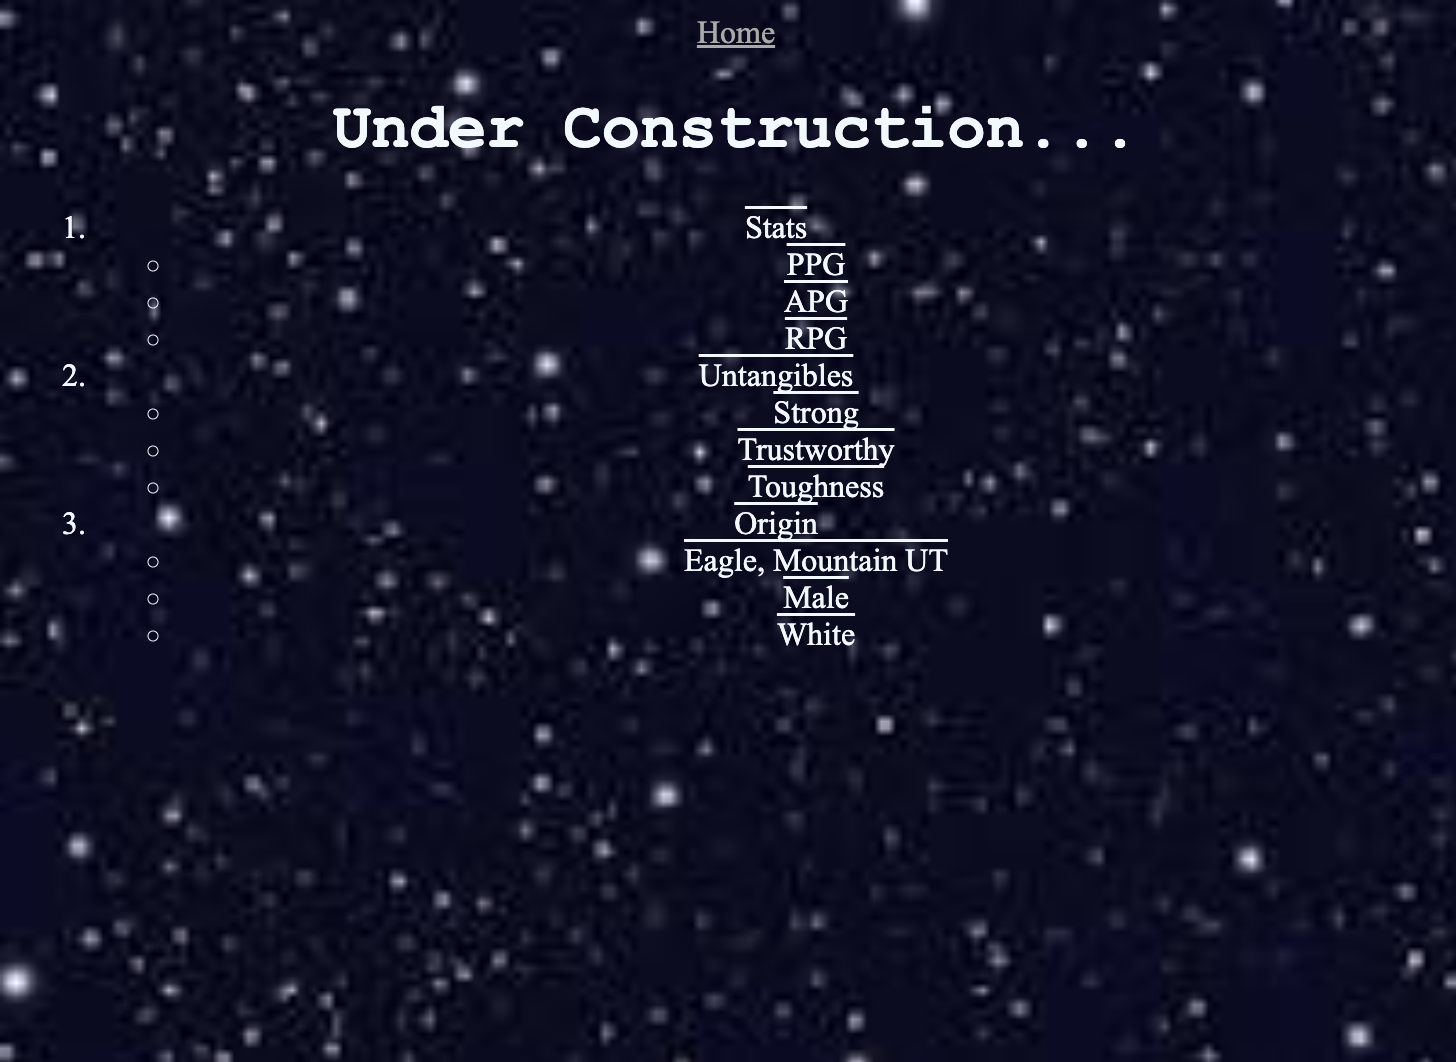 Home
Under Construction...
1. Stats
○ PPG
○ APG
○ RPG
2. Untangibles
○ Strong
○ Trustworthy
○ Toughness
3. Origin
○ Eagle, Mountain UT
○ Male
○ White